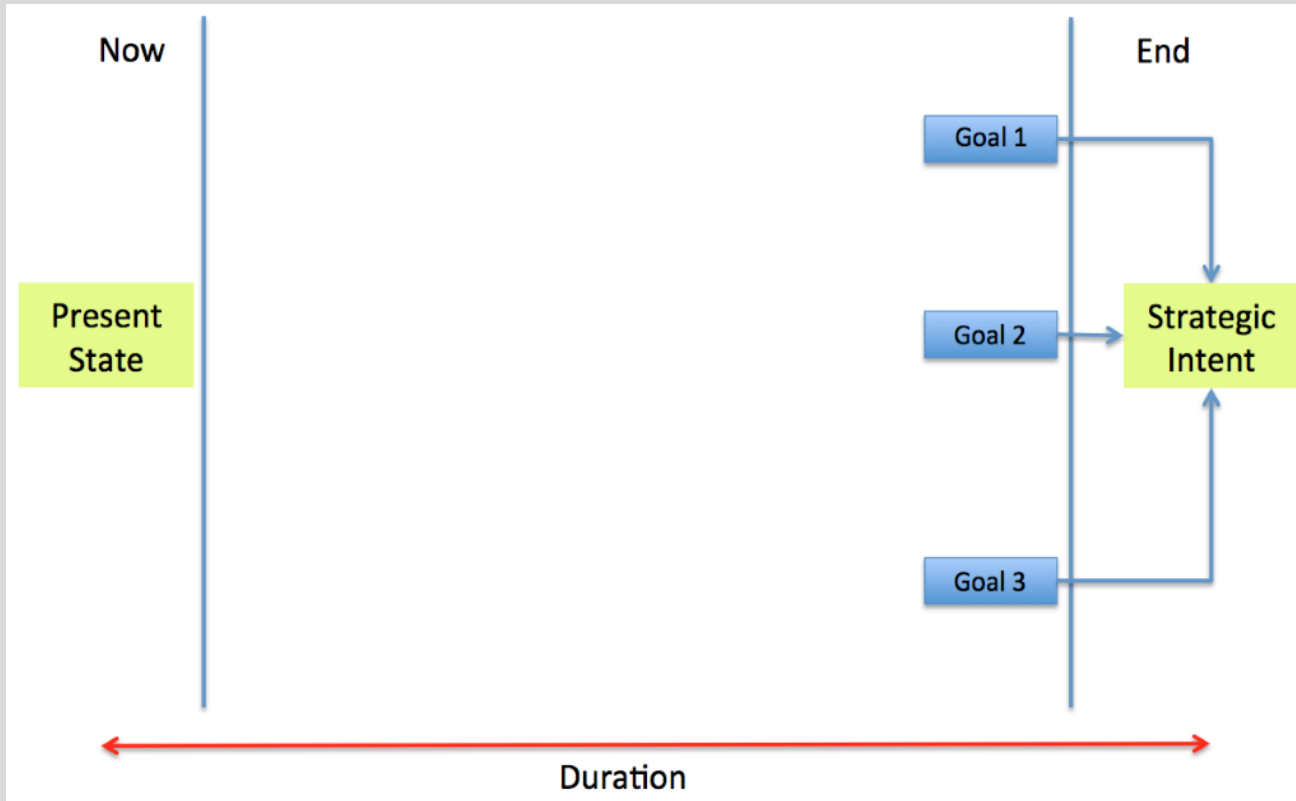 Now
End
Goal 1
Present
State
Goal 2
Strategic
Intent
Goal 3
Duration